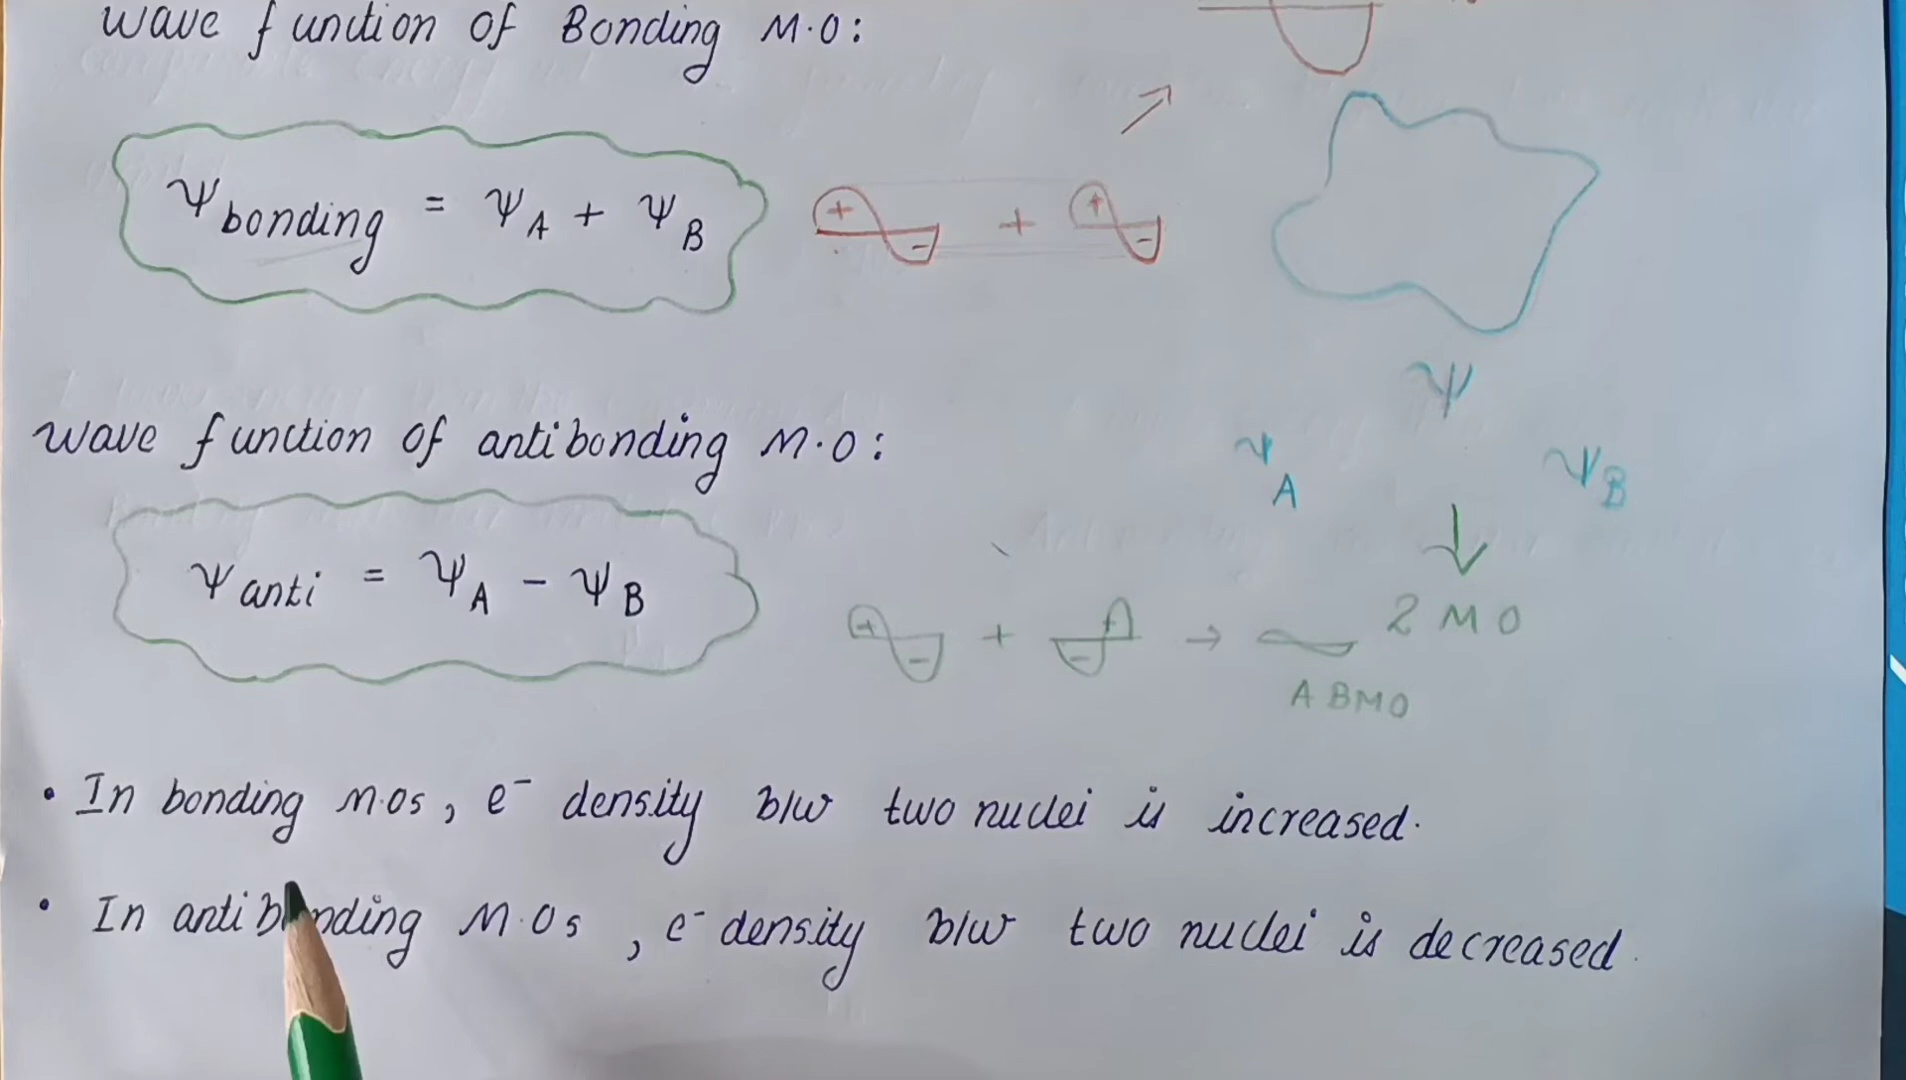 wave function of Bonding M.O:
Ψbonding = ΨA + ΨB
+ - + + -
Ψ
wave function of antibonding M.O:
ΨA ΨB
Ψanti = ΨA - ΨB
+ - + - + → 2 MO
ABMO
• In bonding M.Os, e⁻ density b/w two nuclei is increased.
• In antibonding M.Os, e⁻ density b/w two nuclei is decreased.